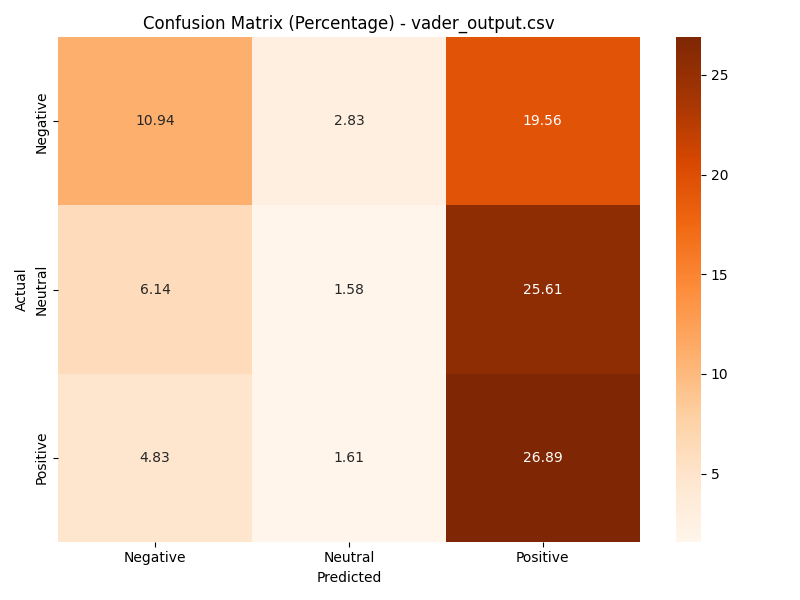 Confusion Matrix (Percentage) - vader_output.csv
Actual
Negative
10.94 2.83 19.56
Neutral
6.14 1.58 25.61
Positive
4.83 1.61 26.89
Negative Neutral Positive
Predicted
25
20
15
10
5